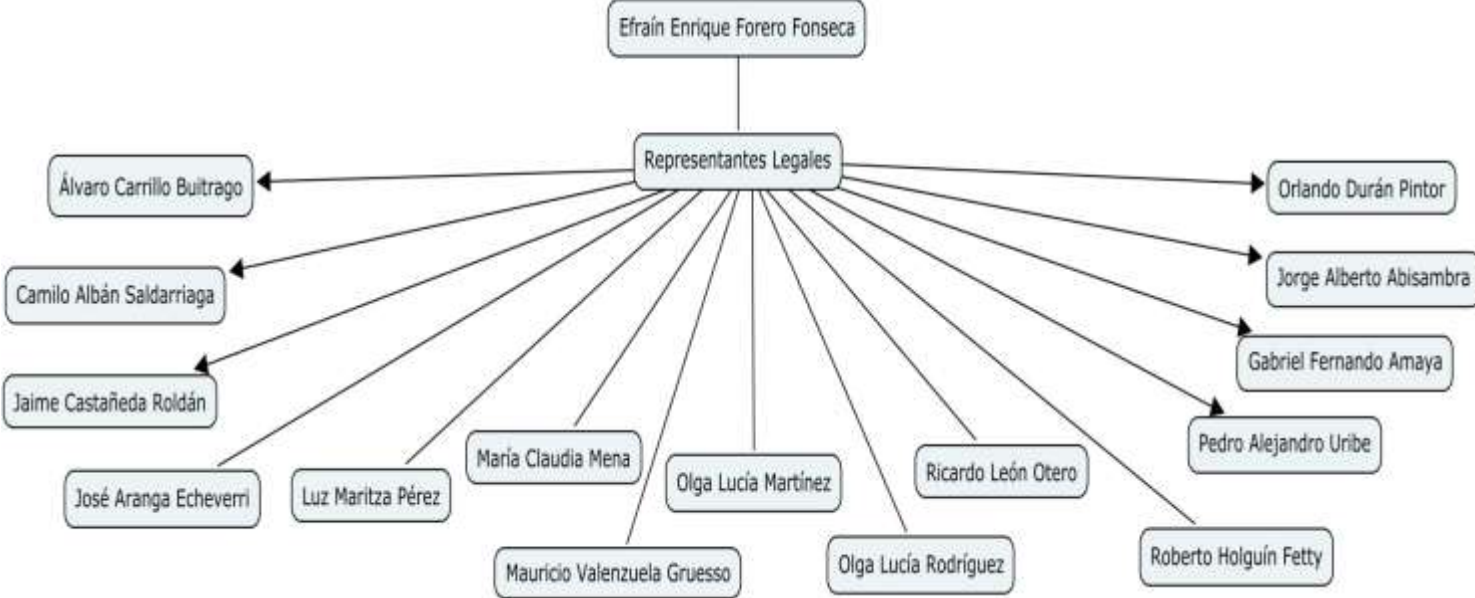 Efraín Enrique Forero Fonseca
Representantes Legales
Álvaro Carrillo Buitrago
Orlando Durán Pintor
Camilo Albán Saldarriaga
Jorge Alberto Abisambra
Jaime Castañeda Roldán
Gabriel Fernando Amaya
José Aranga Echeverri
Luz Maritza Pérez
María Claudia Mena
Olga Lucía Martínez
Ricardo León Otero
Pedro Alejandro Uribe
Mauricio Valenzuela Gruesso
Olga Lucía Rodríguez
Roberto Holguín Fetty